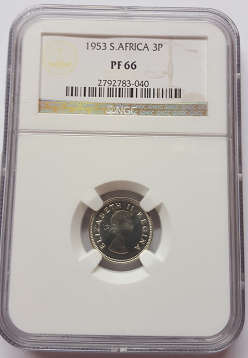 1953 S.AFRICA 3P
PF 66
2792783-040
NGC
ELIZABETH II REGINA